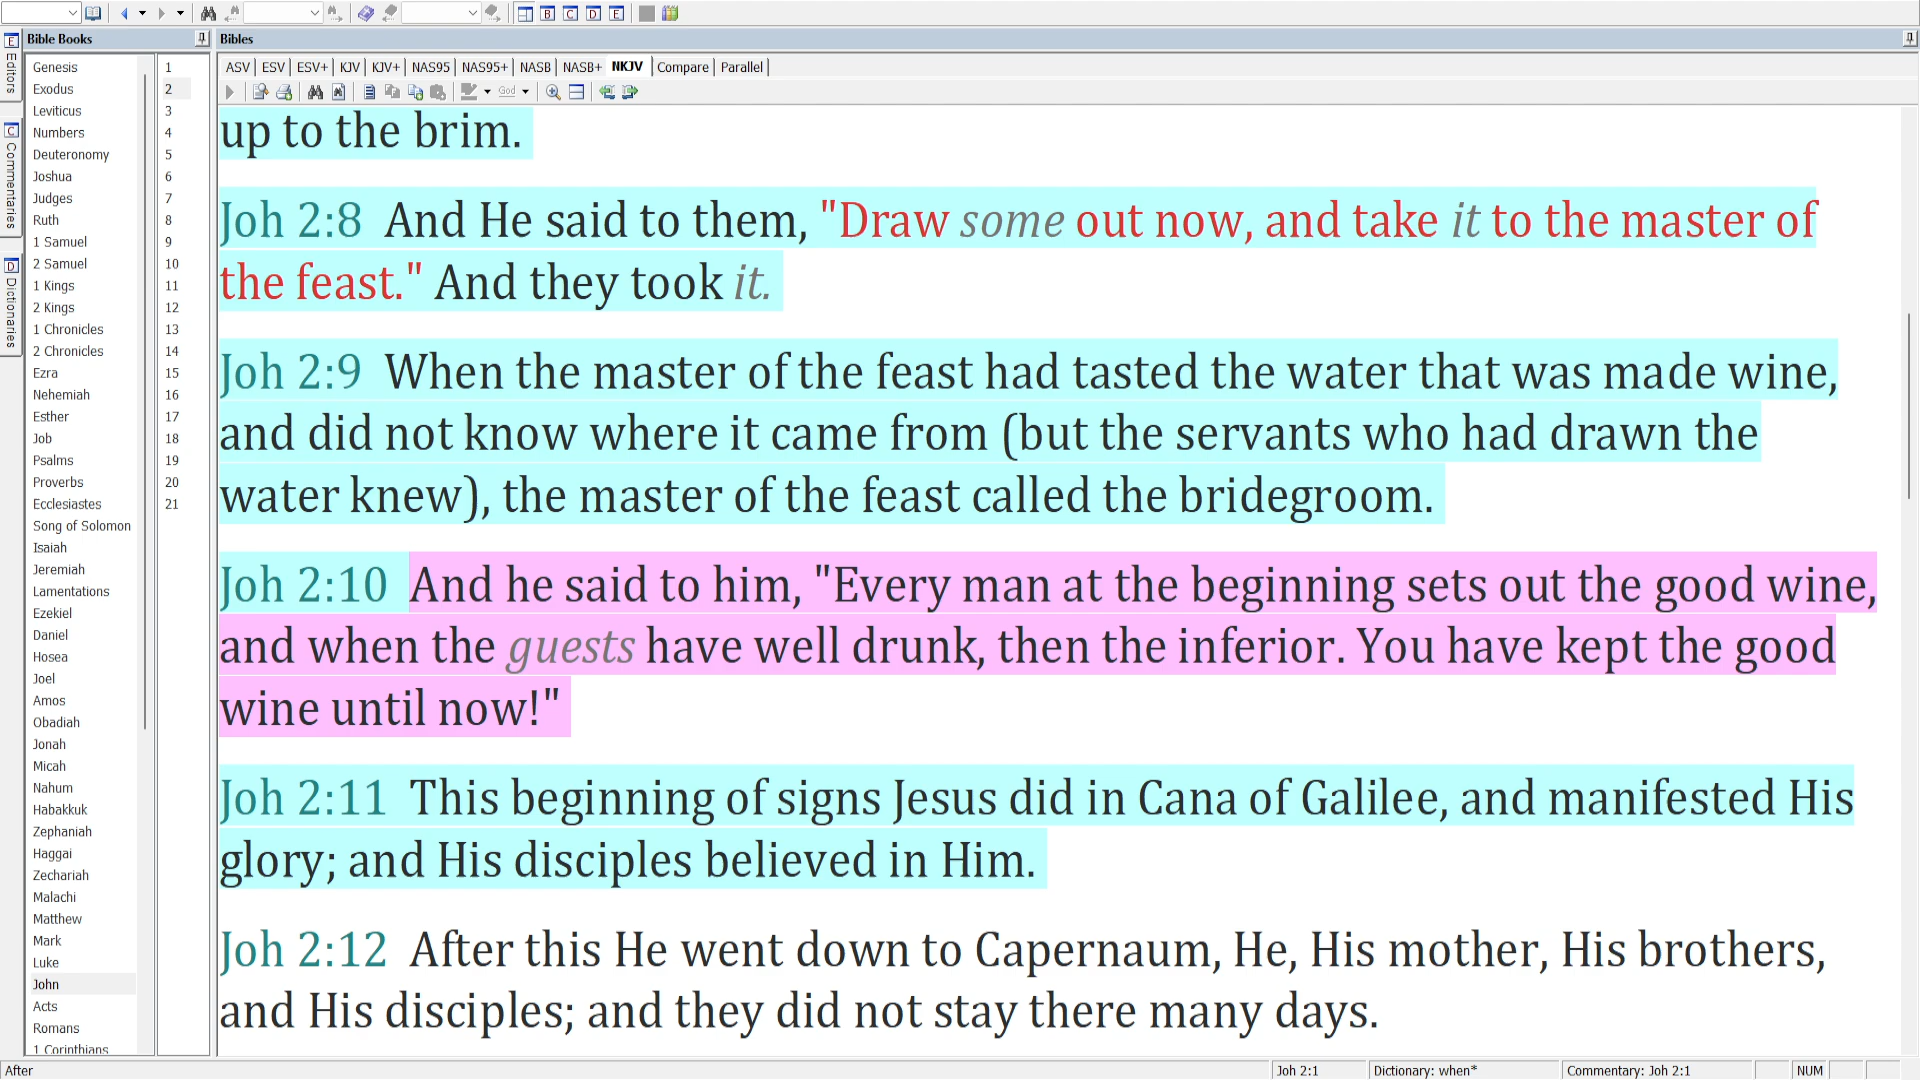 Bible Books
Bibles
E Editors
C Commentaries
D Dictionaries
B C D E
ASV ESV ESV+ KJV KJV+ NAS95 NAS95+ NASB NASB+ NKJV Compare Parallel
God
Genesis
Exodus
Leviticus
Numbers
Deuteronomy
Joshua
Judges
Ruth
1 Samuel
2 Samuel
1 Kings
2 Kings
1 Chronicles
2 Chronicles
Ezra
Nehemiah
Esther
Job
Psalms
Proverbs
Ecclesiastes
Song of Solomon
Isaiah
Jeremiah
Lamentations
Ezekiel
Daniel
Hosea
Joel
Amos
Obadiah
Jonah
Micah
Nahum
Habakkuk
Zephaniah
Haggai
Zechariah
Malachi
Matthew
Mark
Luke
John
Acts
Romans
1 Corinthians
1
2
3
4
5
6
7
8
9
10
11
12
13
14
15
16
17
18
19
20
21
up to the brim.
Joh 2:8 And He said to them, "Draw some out now, and take it to the master of
the feast." And they took it.
Joh 2:9 When the master of the feast had tasted the water that was made wine,
and did not know where it came from (but the servants who had drawn the
water knew), the master of the feast called the bridegroom.
Joh 2:10 And he said to him, "Every man at the beginning sets out the good wine,
and when the guests have well drunk, then the inferior. You have kept the good
wine until now!"
Joh 2:11 This beginning of signs Jesus did in Cana of Galilee, and manifested His
glory; and His disciples believed in Him.
Joh 2:12 After this He went down to Capernaum, He, His mother, His brothers,
and His disciples; and they did not stay there many days.
After
Joh 2:1
Dictionary: when*
Commentary: Joh 2:1
NUM